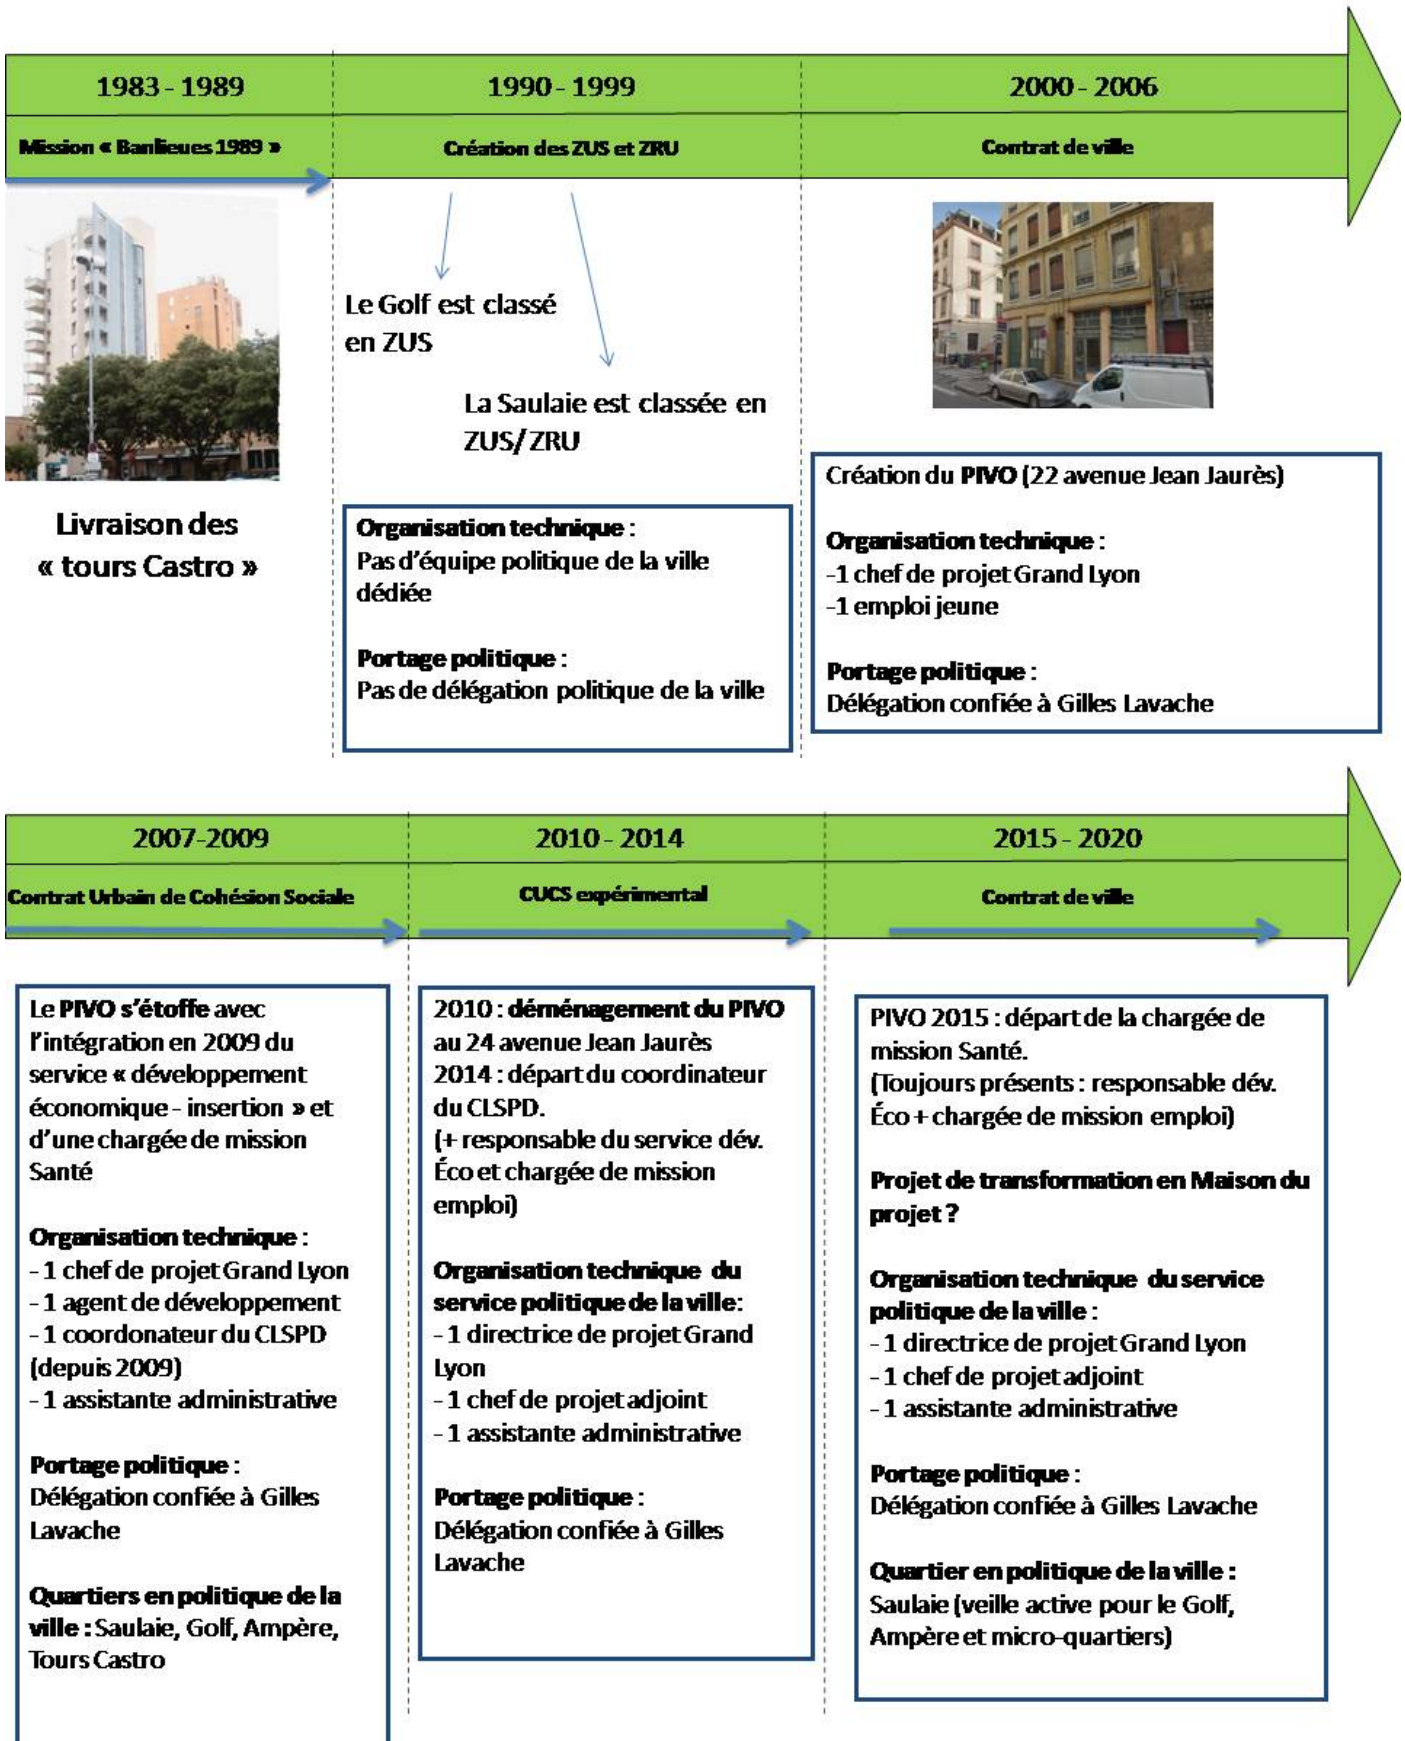 1983 - 1989
1990 - 1999
2000 - 2006
Mission « Banlieues 1989 »
Création des ZUS et ZRU
Contrat de ville
Livraison des
« tours Castro »
Le Golf est classé
en ZUS
La Saulaie est classée en
ZUS/ZRU
Organisation technique :
Pas d'équipe politique de la ville
dédiée
Portage politique :
Pas de délégation politique de la ville
Création du PIVO (22 avenue Jean Jaurès)
Organisation technique :
-1 chef de projet Grand Lyon
-1 emploi jeune
Portage politique :
Délégation confiée à Gilles Lavache
2007-2009
2010 - 2014
2015 - 2020
Contrat Urbain de Cohésion Sociale
CUCS expérimental
Contrat de ville
Le PIVO s'étoffe avec
l'intégration en 2009 du
service « développement
économique - insertion » et
d'une chargée de mission
Santé
Organisation technique :
- 1 chef de projet Grand Lyon
- 1 agent de développement
- 1 coordonateur du CLSPD
(depuis 2009)
- 1 assistante administrative
Portage politique :
Délégation confiée à Gilles
Lavache
Quartiers en politique de la
ville : Saulaie, Golf, Ampère,
Tours Castro
2010 : déménagement du PIVO
au 24 avenue Jean Jaurès
2014 : départ du coordinateur
du CLSPD.
(+ responsable du service dév.
Éco et chargée de mission
emploi)
Organisation technique du
service politique de la ville:
- 1 directrice de projet Grand
Lyon
- 1 chef de projet adjoint
- 1 assistante administrative
Portage politique :
Délégation confiée à Gilles
Lavache
PIVO 2015 : départ de la chargée de
mission Santé.
(Toujours présents : responsable dév.
Éco + chargée de mission emploi)
Projet de transformation en Maison du
projet ?
Organisation technique du service
politique de la ville :
- 1 directrice de projet Grand Lyon
- 1 chef de projet adjoint
- 1 assistante administrative
Portage politique :
Délégation confiée à Gilles Lavache
Quartier en politique de la ville :
Saulaie (veille active pour le Golf,
Ampère et micro-quartiers)